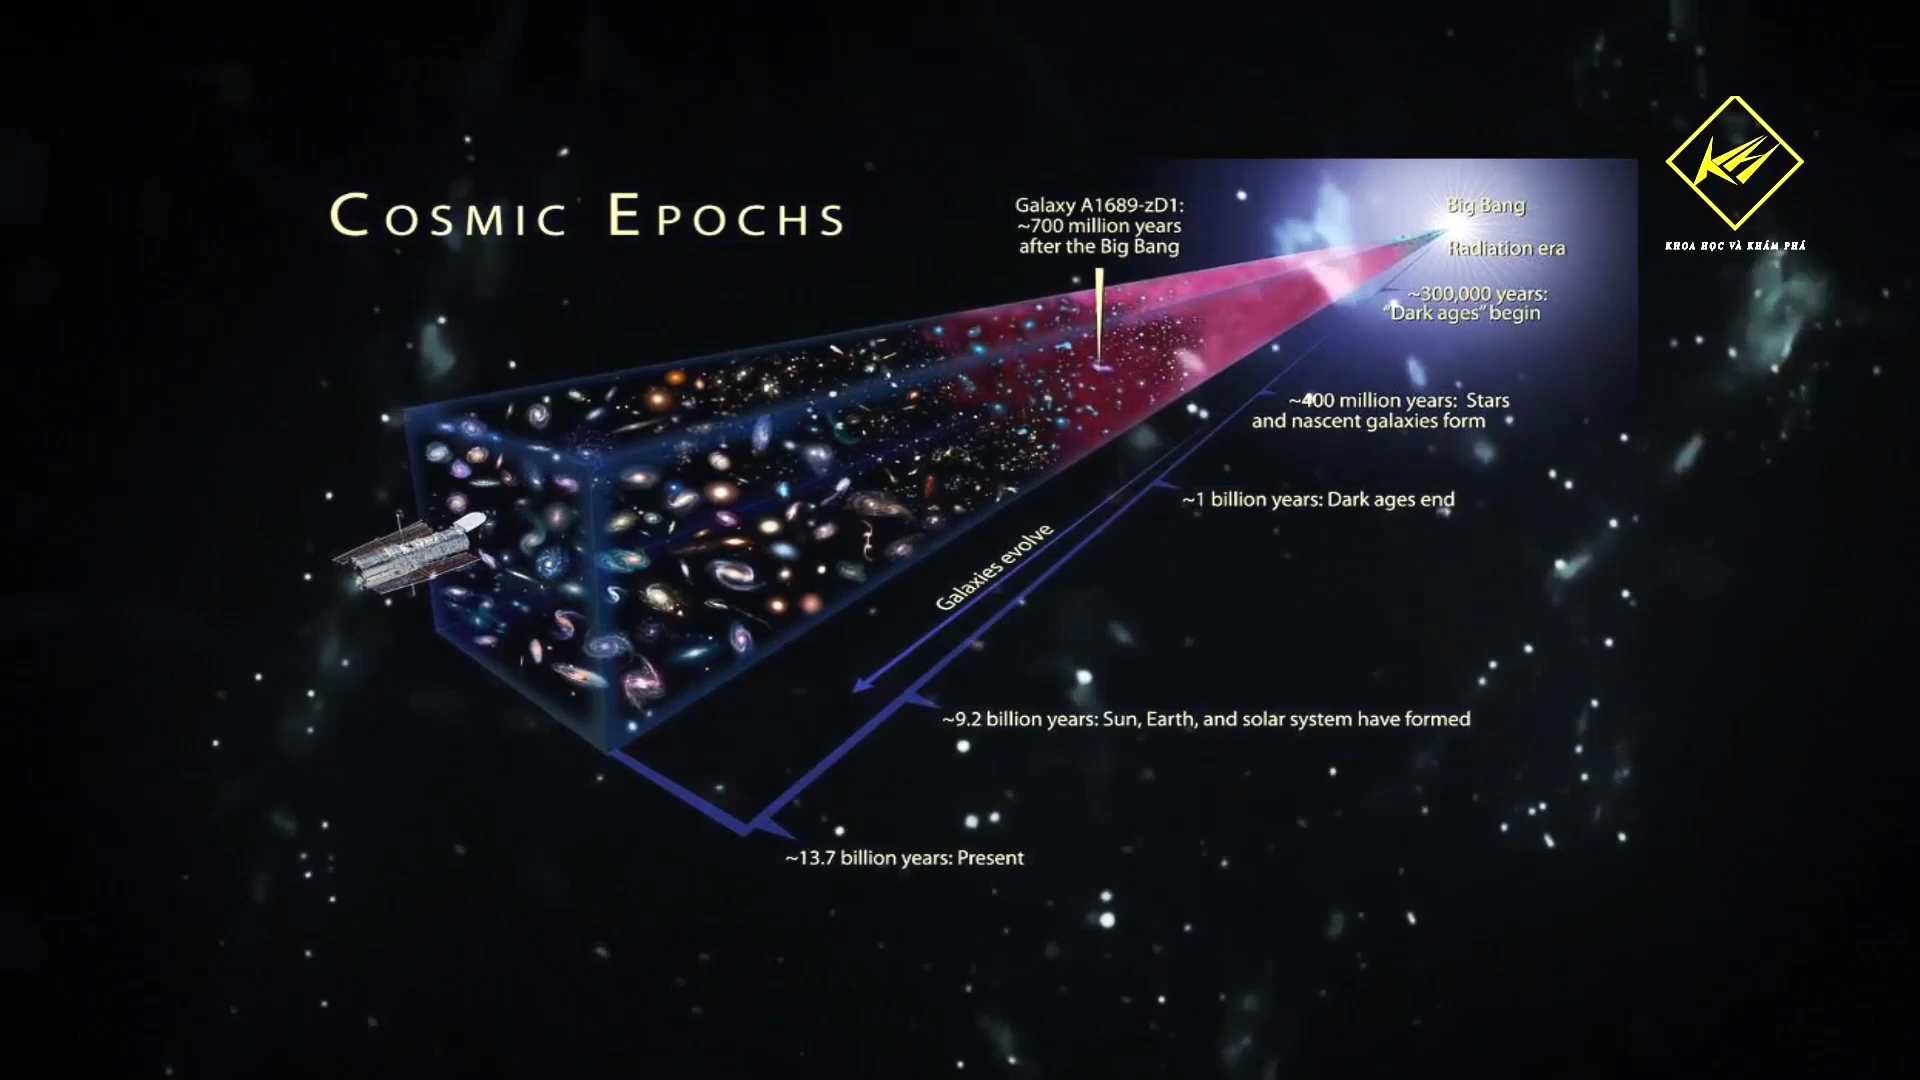 COSMIC EPOCHS
Galaxy A1689-zD1:
~700 million years
after the Big Bang
Big Bang
Radiation era
~300,000 years:
"Dark ages" begin
~400 million years: Stars
and nascent galaxies form
~1 billion years: Dark ages end
Galaxies evolve
~9.2 billion years: Sun, Earth, and solar system have formed
~13.7 billion years: Present
KHOA HỌC VÀ KHÁM PHÁ